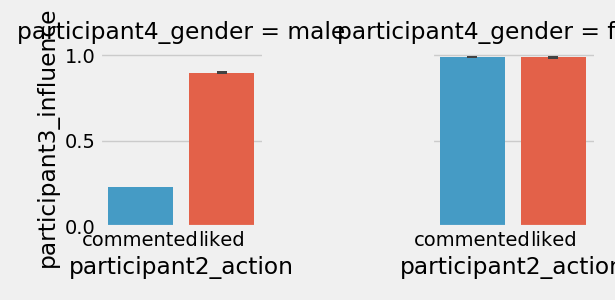 participant4_gender = male
participant4_gender = f
participant3_influence
1.0
0.5
0.0
commented liked
commented liked
participant2_action
participant2_action